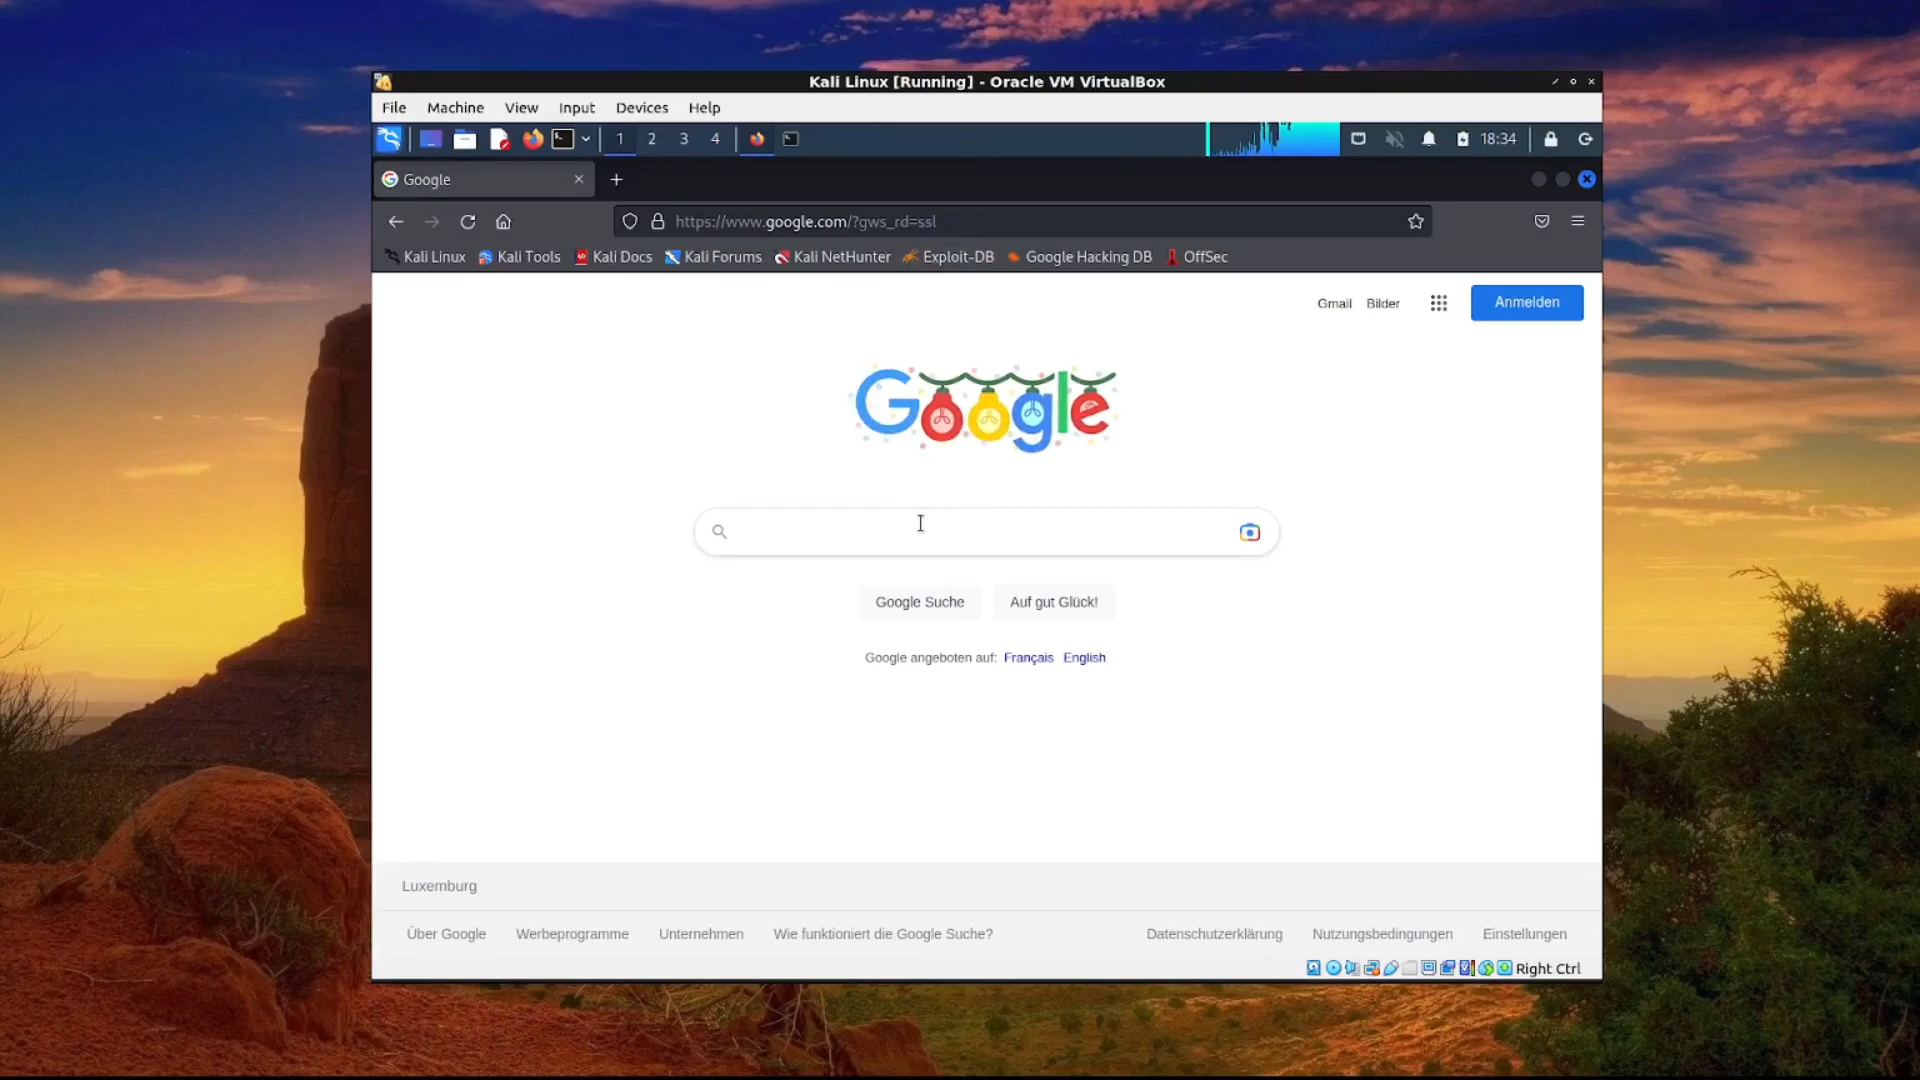 Kali Linux [Running] - Oracle VM VirtualBox
File Machine View Input Devices Help
1 2 3 4 18:34
Google
https://www.google.com/?gws_rd=ssl
Kali Linux Kali Tools Kali Docs Kali Forums Kali NetHunter Exploit-DB Google Hacking DB OffSec
Gmail Bilder Anmelden
Google
Google Suche Auf gut Glück!
Google angeboten auf: Français English
Luxemburg
Über Google Werbeprogramme Unternehmen Wie funktioniert die Google Suche? Datenschutzerklärung Nutzungsbedingungen Einstellungen
Right Ctrl